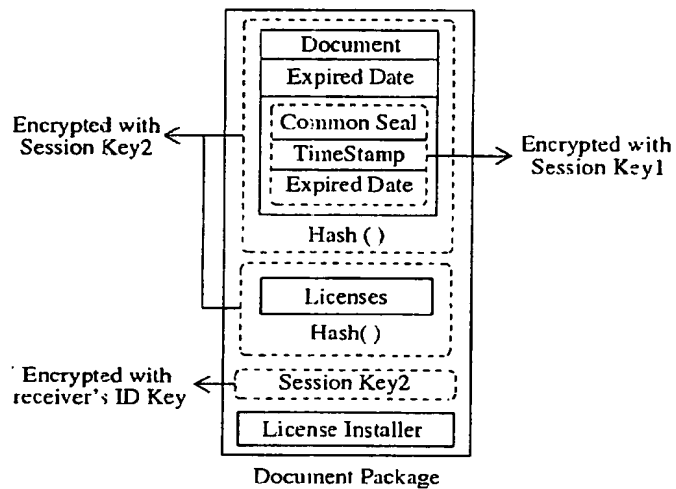 Document
Expired Date
Encrypted with
Session Key2
Common Seal
TimeStamp
Expired Date
Encrypted with
Session Key1
Hash ( )
Licenses
Hash( )
Encrypted with
receiver's ID Key
Session Key2
License Installer
Document Package